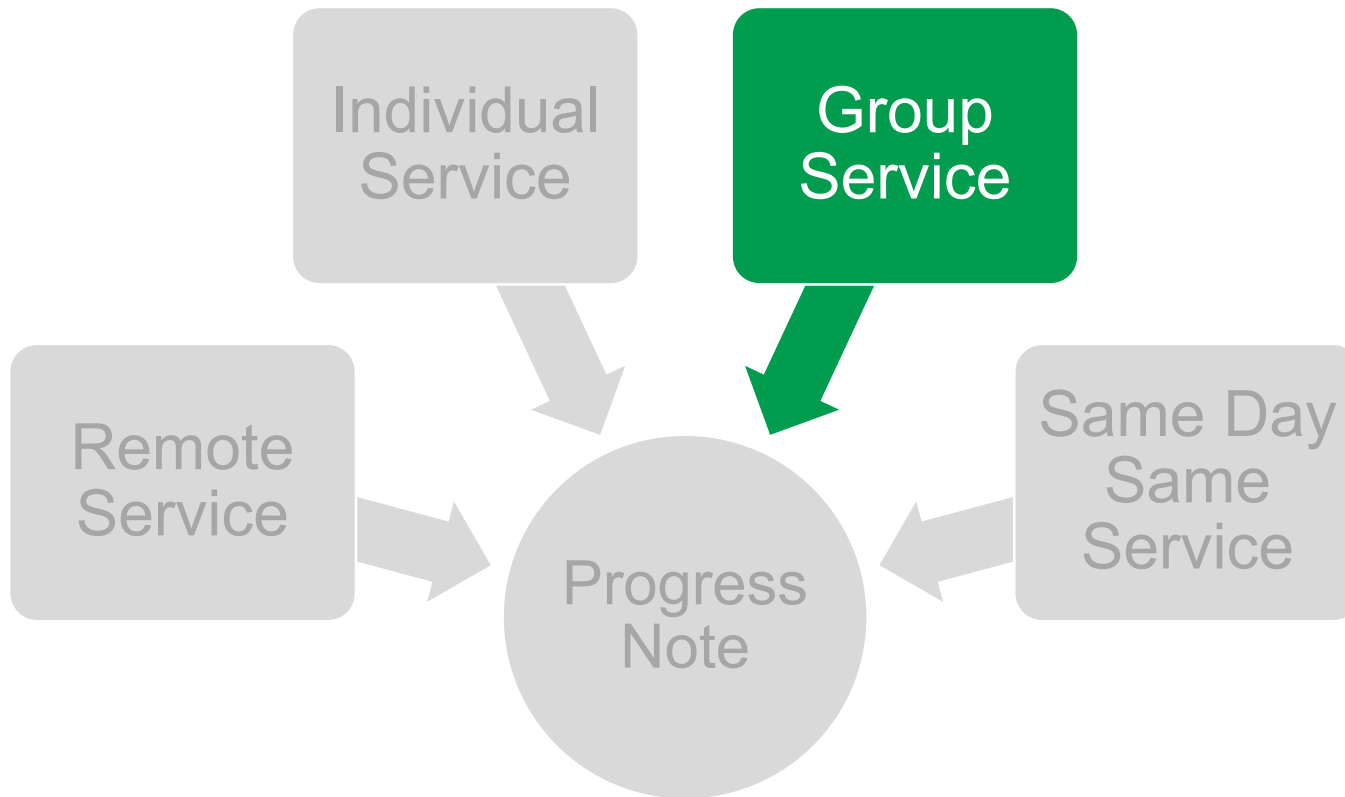 Individual
Service
Group
Service
Remote
Service
Same Day
Same
Service
Progress
Note